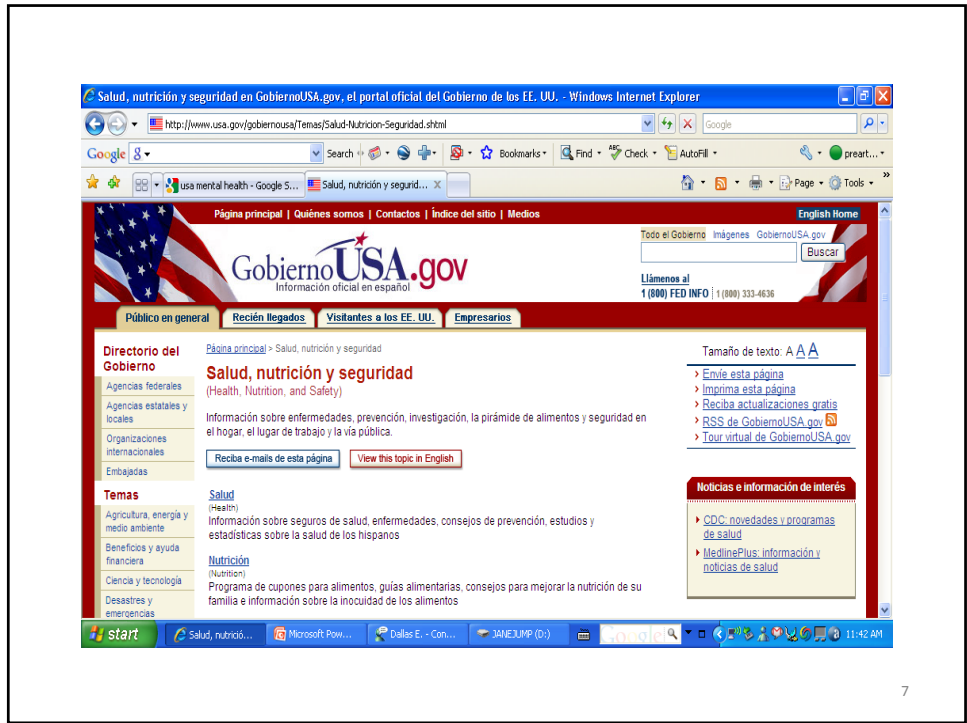 Salud, nutrición y seguridad en GobiernoUSA.gov, el portal oficial del Gobierno de los EE. UU. - Windows Internet Explorer
http://www.usa.gov/gobiernousa/Temas/Salud-Nutricion-Seguridad.shtml
Google
Google Search Bookmarks Find Check AutoFill preart...
usa mental health - Google S... Salud, nutrición y segurid... Page Tools
Página principal | Quiénes somos | Contactos | Índice del sitio | Medios
English Home
GobiernoUSA.gov
Información oficial en español
Todo el Gobierno Imágenes GobiernoUSA.gov
Buscar
Llámenos al
1 (800) FED INFO | 1 (800) 333-4636
Público en general Recién llegados Visitantes a los EE. UU. Empresarios
Directorio del
Gobierno
Agencias federales
Agencias estatales y
locales
Organizaciones
internacionales
Embajadas
Temas
Agricultura, energía y
medio ambiente
Beneficios y ayuda
financiera
Ciencia y tecnología
Desastres y
emergencias
Página principal > Salud, nutrición y seguridad
Salud, nutrición y seguridad
(Health, Nutrition, and Safety)
Información sobre enfermedades, prevención, investigación, la pirámide de alimentos y seguridad en
el hogar, el lugar de trabajo y la vía pública.
Reciba e-mails de esta página View this topic in English
Salud
(Health)
Información sobre seguros de salud, enfermedades, consejos de prevención, estudios y
estadísticas sobre la salud de los hispanos
Nutrición
(Nutrition)
Programa de cupones para alimentos, guías alimentarias, consejos para mejorar la nutrición de su
familia e información sobre la inocuidad de los alimentos
Tamaño de texto: A A A
Envíe esta página
Imprima esta página
Reciba actualizaciones gratis
RSS de GobiernoUSA.gov
Tour virtual de GobiernoUSA.gov
Noticias e información de interés
CDC: novedades y programas
de salud
MedlinePlus: información y
noticias de salud
start Salud, nutrició... Microsoft Pow... Dallas E. - Con... JANEJUMP (D:) Google 11:42 AM
7